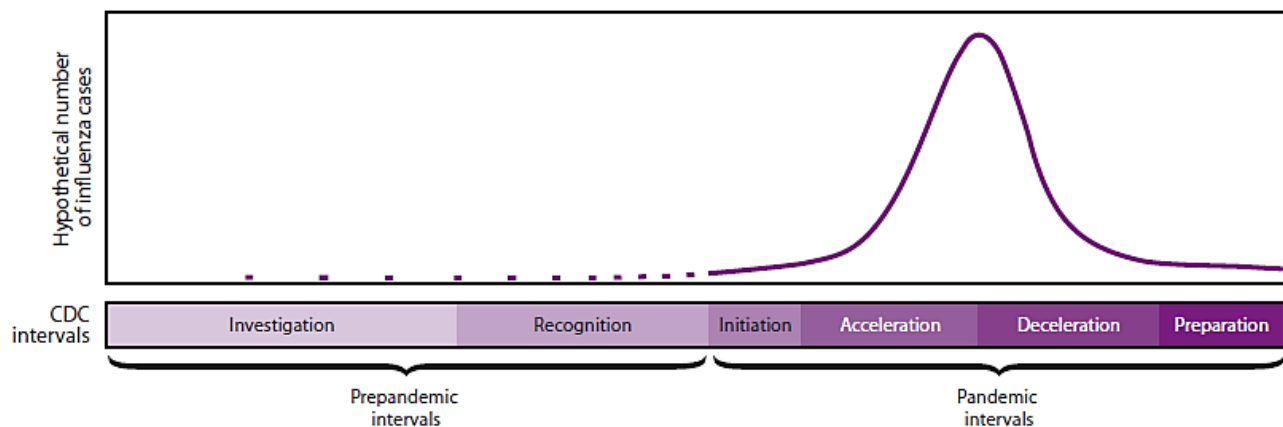 Hypothetical number
of influenza cases
CDC
intervals
Investigation
Recognition
Initiation
Acceleration
Deceleration
Preparation
Prepandemic
intervals
Pandemic
intervals